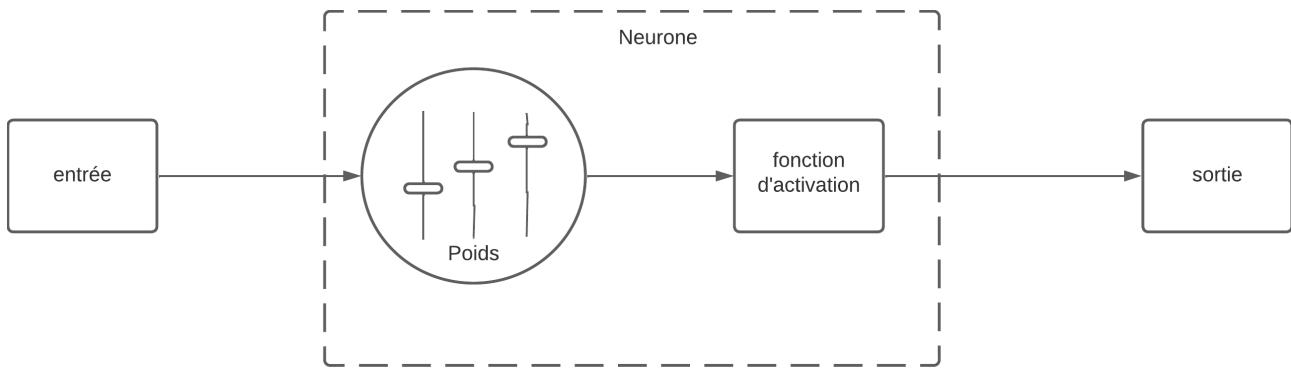 Neurone
entrée
Poids
fonction
d'activation
sortie